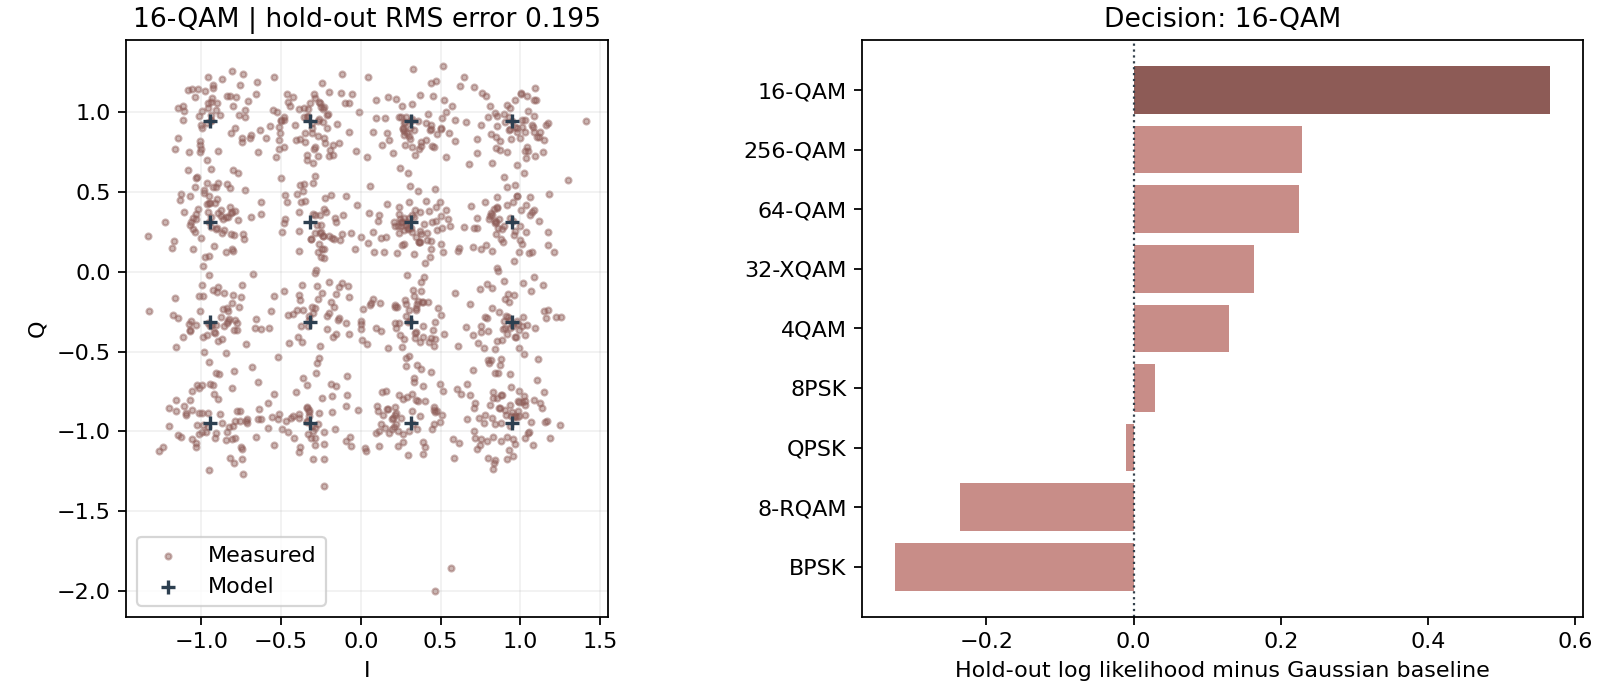 16-QAM | hold-out RMS error 0.195
1.0
0.5
0.0
−0.5
−1.0
−1.5
−2.0
Q
Measured
Model
−1.0
−0.5
0.0
0.5
1.0
1.5
I
Decision: 16-QAM
16-QAM
256-QAM
64-QAM
32-XQAM
4QAM
8PSK
QPSK
8-RQAM
BPSK
−0.2
0.0
0.2
0.4
0.6
Hold-out log likelihood minus Gaussian baseline